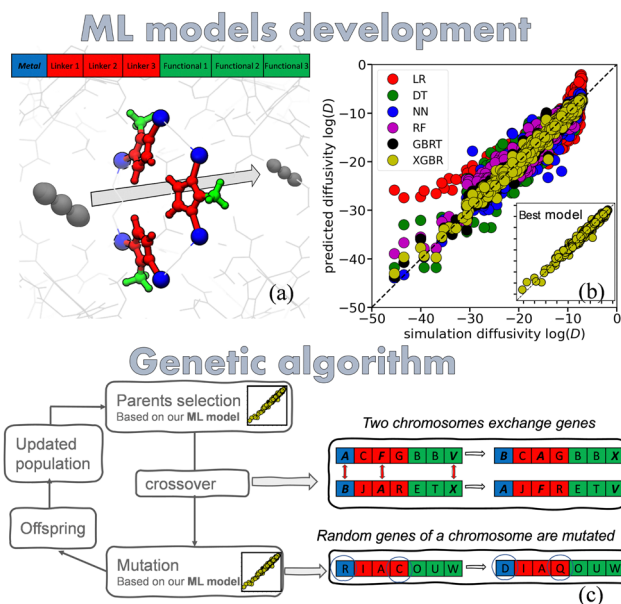 ML models development
Metal Linker 1 Linker 2 Linker 3 Functional 1 Functional 2 Functional 3
(a)
predicted diffusivity log(D)
0
−10
−20
−30
−40
−50
LR
DT
NN
RF
GBRT
XGBR
Best model
(b)
−50 −40 −30 −20 −10 0
simulation diffusivity log(D)
Genetic algorithm
Parents selection
Based on our ML model
Updated
population
crossover
Offspring
Mutation
Based on our ML model
Two chromosomes exchange genes
A C F G B B V B C A G B B X
B J A R E T X A J F R E T V
Random genes of a chromosome are mutated
R I A C O U W D I A Q O U W
(c)